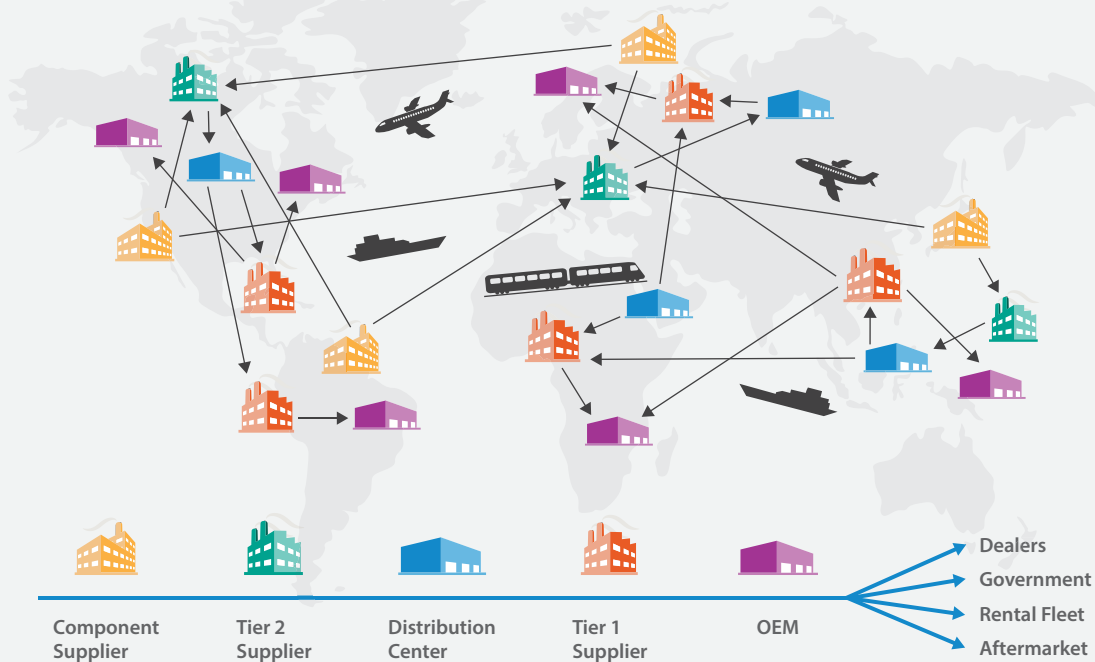 Component
Supplier
Tier 2
Supplier
Distribution
Center
Tier 1
Supplier
OEM
Dealers
Government
Rental Fleet
Aftermarket